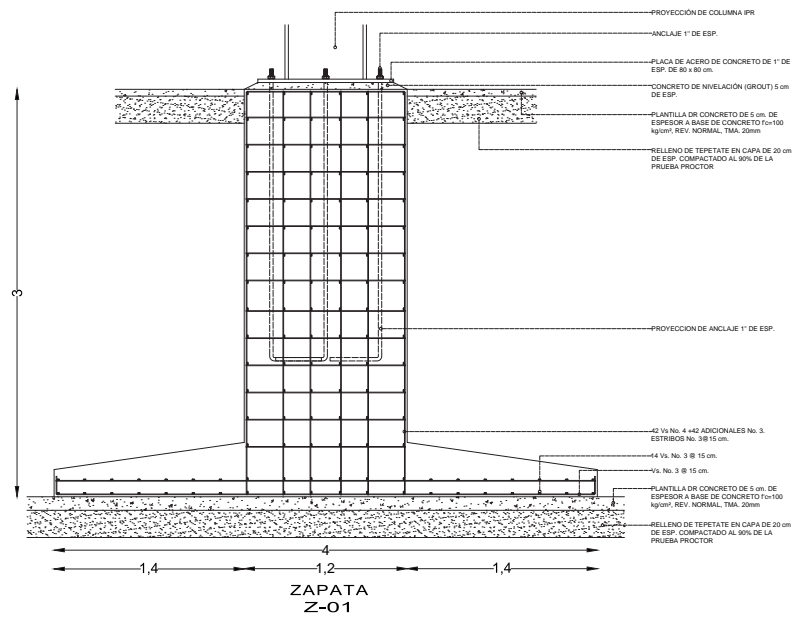 PROYECCIÓN DE COLUMNA IPR
ANCLAJE 1" DE ESP.
PLACA DE ACERO DE CONCRETO DE 1" DE
ESP. DE 80 x 80 cm.
CONCRETO DE NIVELACIÓN (GROUT) 5 cm
DE ESP.
PLANTILLA DR CONCRETO DE 5 cm. DE
ESPESOR A BASE DE CONCRETO f'c=100
kg/cm², REV. NORMAL, TMA. 20mm
RELLENO DE TEPETATE EN CAPA DE 20 cm
DE ESP. COMPACTADO AL 90% DE LA
PRUEBA PROCTOR
3
PROYECCION DE ANCLAJE 1" DE ESP.
42 Vs No. 4 +42 ADICIONALES No. 3.
ESTRIBOS No. 3@15 cm.
14 Vs. No. 3 @ 15 cm.
Vs. No. 3 @ 15 cm.
PLANTILLA DR CONCRETO DE 5 cm. DE
ESPESOR A BASE DE CONCRETO f'c=100
kg/cm², REV. NORMAL, TMA. 20mm
RELLENO DE TEPETATE EN CAPA DE 20 cm
DE ESP. COMPACTADO AL 90% DE LA
PRUEBA PROCTOR
4
1,4 1,2 1,4
ZAPATA
Z-01